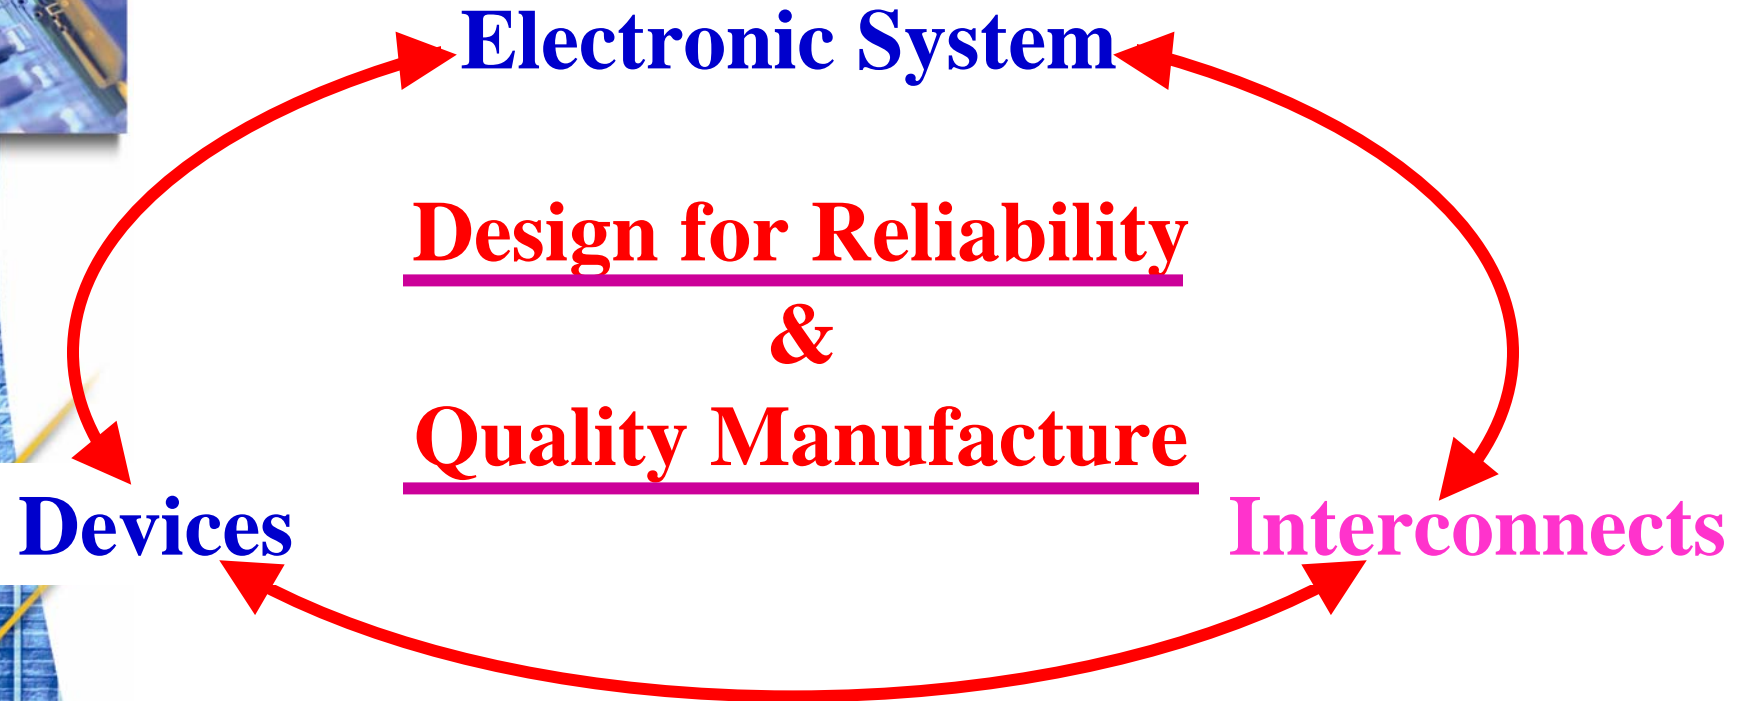 Electronic System
Design for Reliability
&
Quality Manufacture
Devices
Interconnects